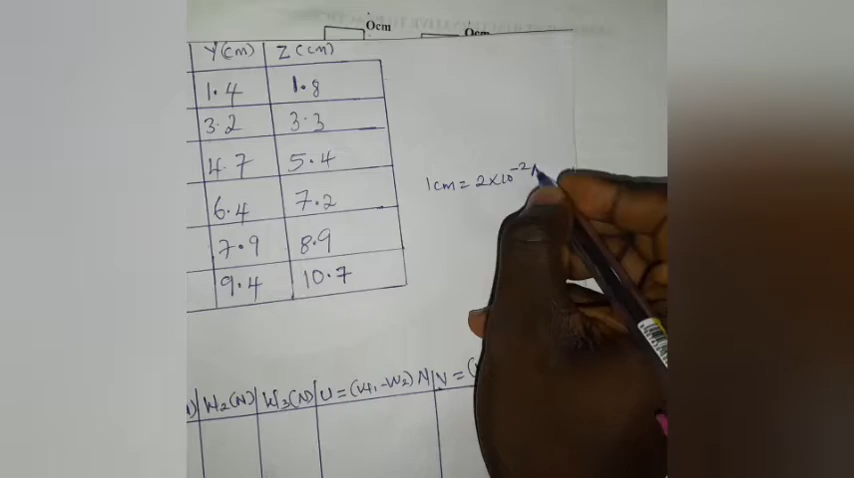 Ocm
Ocm
Y(cm) Z(cm)
1.4 1.8
3.2 3.3
4.7 5.4
6.4 7.2
7.9 8.9
9.4 10.7
1cm = 2×10⁻²
) W₂(N) W₃(N) U = (W₁-W₂) N V = (